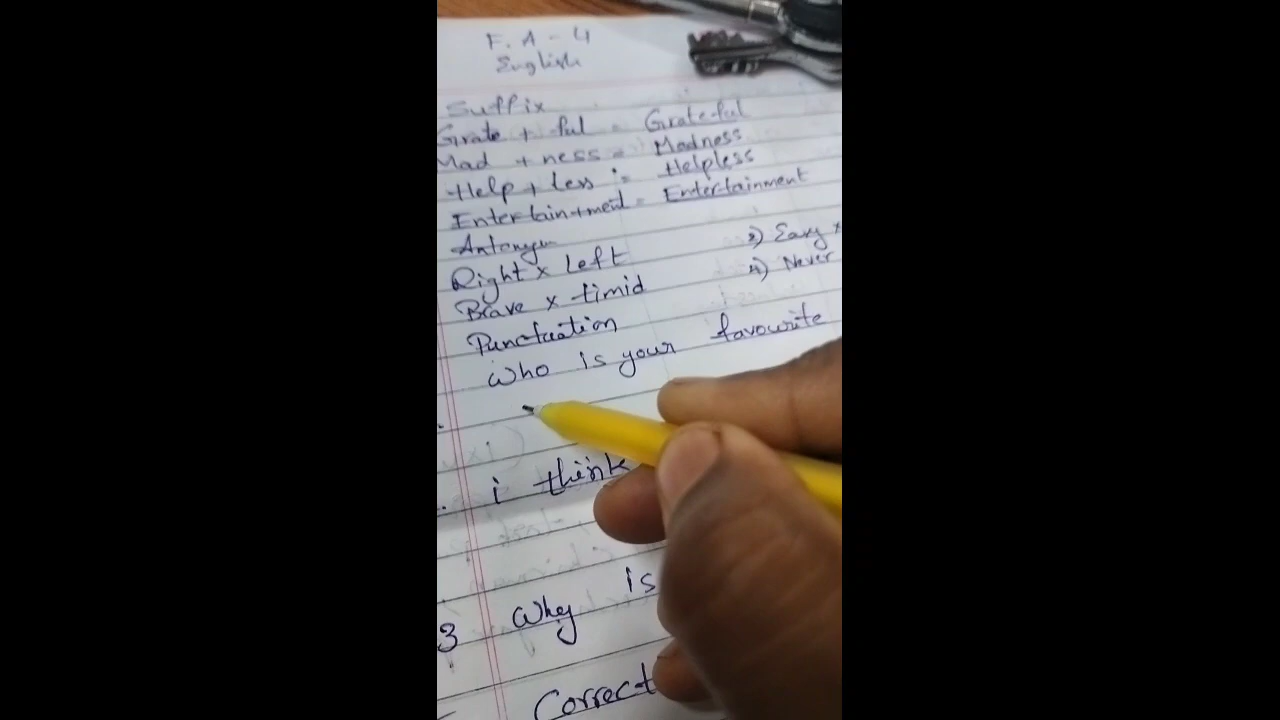 F. A - 4
English
Suffix
Grate + ful = Grateful
Mad + ness = Madness
Help + Less = Helpless
Entertain + ment = Entertainment
Antonym
Right x Left 3) Easy x
Brave x timid 4) Never
Punctuation
Who is your favourite
i think
3 Why is
Correct